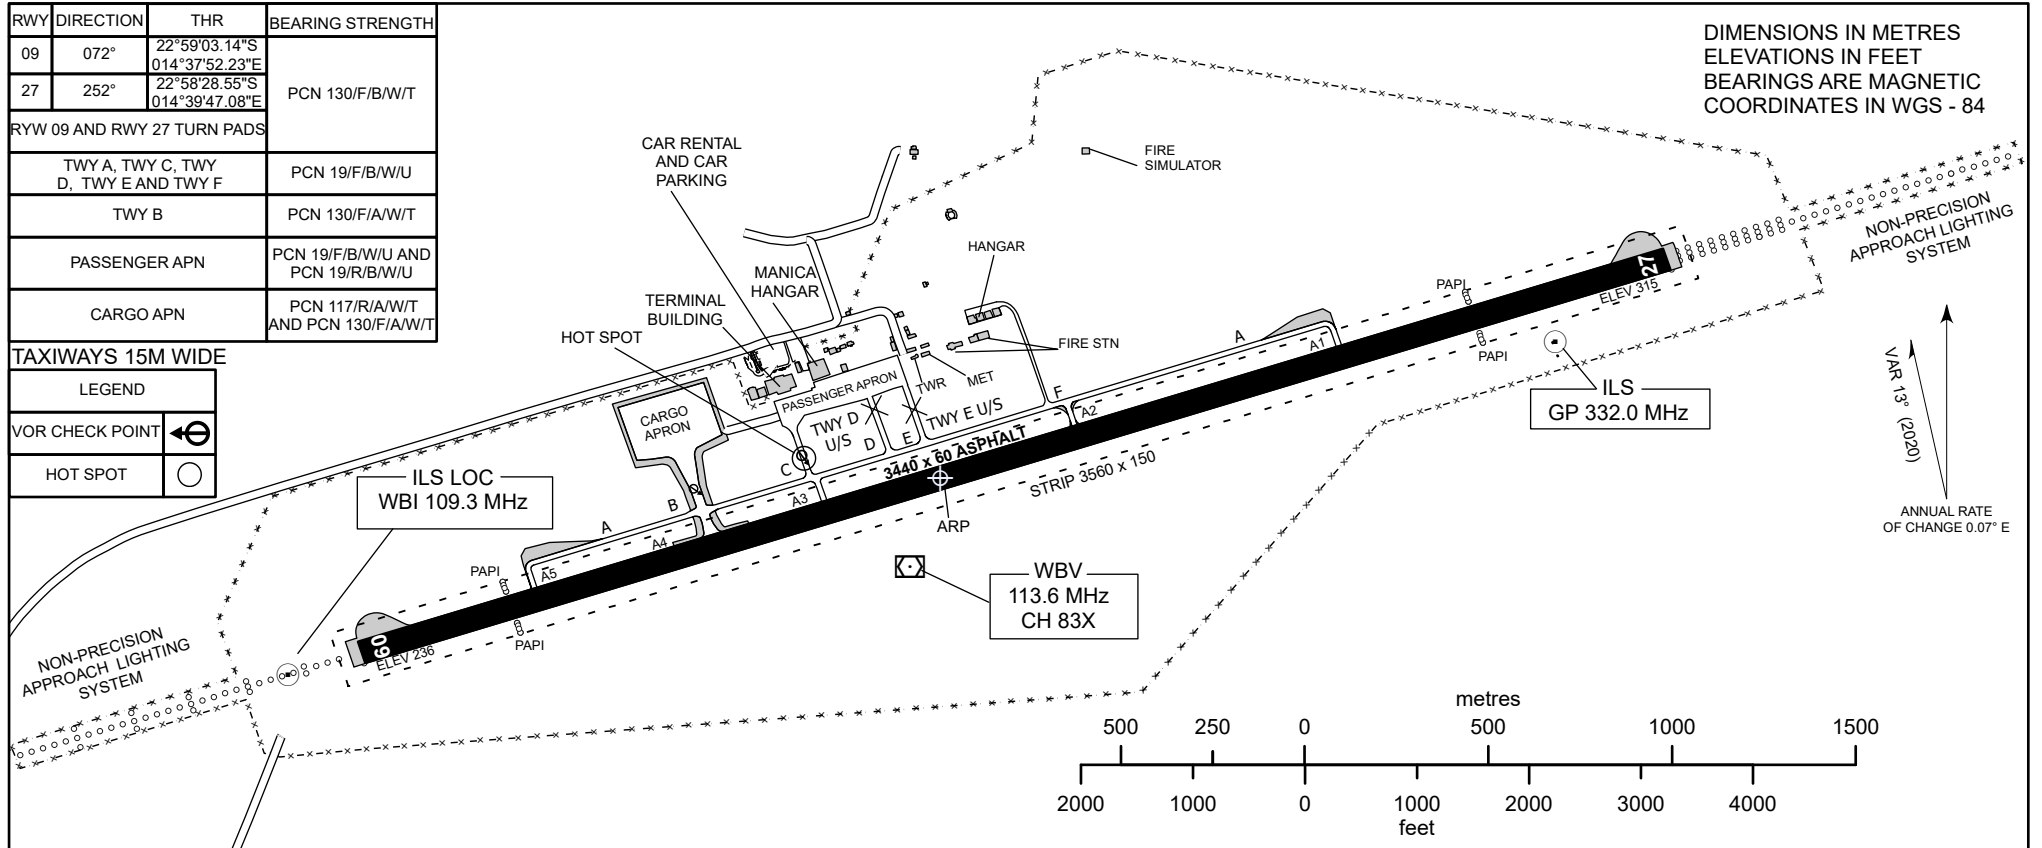 RWY DIRECTION THR BEARING STRENGTH
09 072° 22°59'03.14"S
014°37'52.23"E
27 252° 22°58'28.55"S
014°39'47.08"E
PCN 130/F/B/W/T
RYW 09 AND RWY 27 TURN PADS
TWY A, TWY C, TWY
D, TWY E AND TWY F
PCN 19/F/B/W/U
TWY B PCN 130/F/A/W/T
PASSENGER APN
PCN 19/F/B/W/U AND
PCN 19/R/B/W/U
CARGO APN
PCN 117/R/A/W/T
AND PCN 130/F/A/W/T
TAXIWAYS 15M WIDE
LEGEND
VOR CHECK POINT
HOT SPOT
DIMENSIONS IN METRES
ELEVATIONS IN FEET
BEARINGS ARE MAGNETIC
COORDINATES IN WGS - 84
CAR RENTAL
AND CAR
PARKING
FIRE
SIMULATOR
HANGAR
MANICA
HANGAR
TERMINAL
BUILDING
HOT SPOT
FIRE STN
MET
TWR
PASSENGER APRON
CARGO
APRON
TWY D
U/S
TWY E U/S
D
E
F
C
B
A
A
A1
A2
A3
A4
A5
3440 x 60 ASPHALT
STRIP 3560 x 150
ARP
PAPI
PAPI
PAPI
PAPI
27
ELEV 315
09
ELEV 236
NON-PRECISION
APPROACH LIGHTING
SYSTEM
NON-PRECISION
APPROACH LIGHTING
SYSTEM
ILS LOC
WBI 109.3 MHz
ILS
GP 332.0 MHz
WBV
113.6 MHz
CH 83X
VAR 13° (2020)
ANNUAL RATE
OF CHANGE 0.07° E
metres
500 250 0 500 1000 1500
2000 1000 0 1000 2000 3000 4000
feet